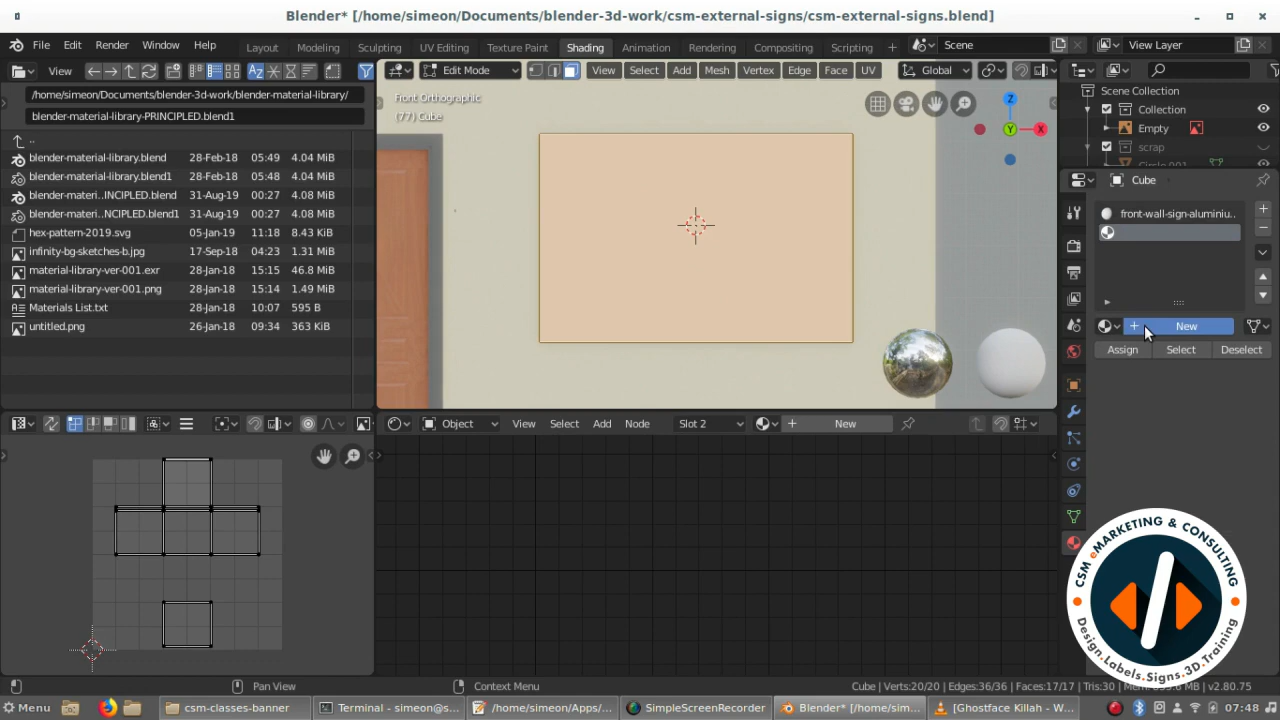 Blender* [/home/simeon/Documents/blender-3d-work/csm-external-signs/csm-external-signs.blend]
File Edit Render Window Help Layout Modeling Sculpting UV Editing Texture Paint Shading Animation Rendering Compositing Scripting + Scene View Layer
View Edit Mode View Select Add Mesh Vertex Edge Face UV Global
/home/simeon/Documents/blender-3d-work/blender-material-library/
blender-material-library-PRINCIPLED.blend1
..
blender-material-library.blend 28-Feb-18 05:49 4.04 MiB
blender-material-library.blend1 28-Feb-18 05:48 4.04 MiB
blender-materi..INCIPLED.blend 31-Aug-19 00:27 4.08 MiB
blender-materi..NCIPLED.blend1 31-Aug-19 00:27 4.08 MiB
hex-pattern-2019.svg 05-Jan-19 11:18 8.43 KiB
infinity-bg-sketches-b.jpg 17-Sep-18 04:23 1.31 MiB
material-library-ver-001.exr 28-Jan-18 15:15 46.8 MiB
material-library-ver-001.png 28-Jan-18 15:14 1.49 MiB
Materials List.txt 28-Jan-18 10:07 595 B
untitled.png 26-Jan-18 09:34 363 KiB
Front Orthographic
(77) Cube
Z
Y X
Scene Collection
Collection
Empty
scrap
Circle.001
Cube
front-wall-sign-aluminiu..
+ New
Assign Select Deselect
Object View Select Add Node Slot 2 + New
CSM eMARKETING & CONSULTING
Design.Labels.Signs.3D.Training
Pan View Context Menu Cube | Verts:20/20 | Edges:36/36 | Faces:17/17 | Tris:30 | v2.80.75
Menu csm-classes-banner Terminal - simeon@s... /home/simeon/Apps/... SimpleScreenRecorder Blender* [/home/sim... [Ghostface Killah - W... 07:48